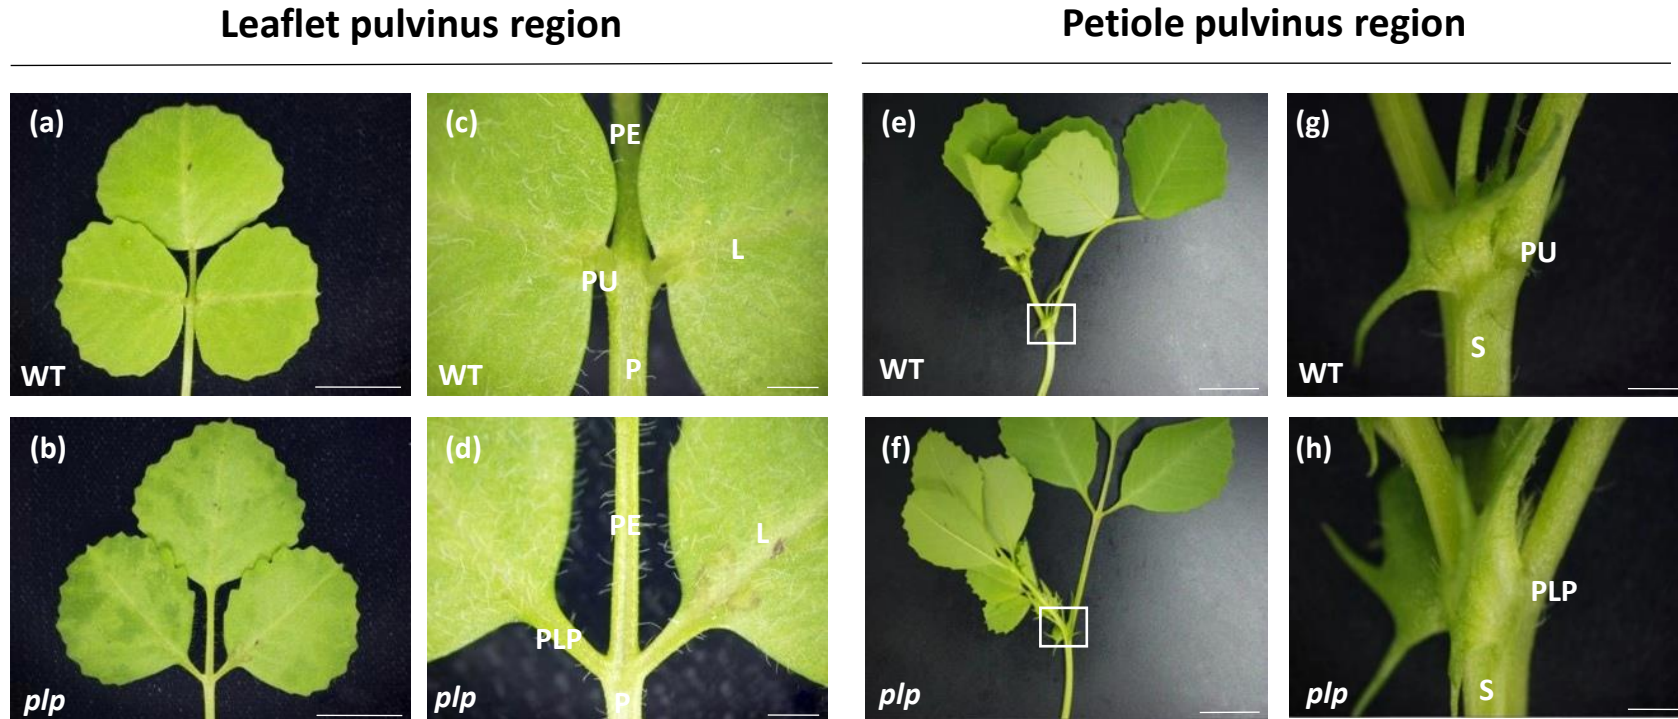 Leaflet pulvinus region
Petiole pulvinus region
(a)
WT
(c)
PE
L
PU
P
WT
(e)
WT
(g)
PU
S
WT
(b)
plp
(d)
PE
L
PLP
P
plp
(f)
plp
(h)
PLP
S
plp